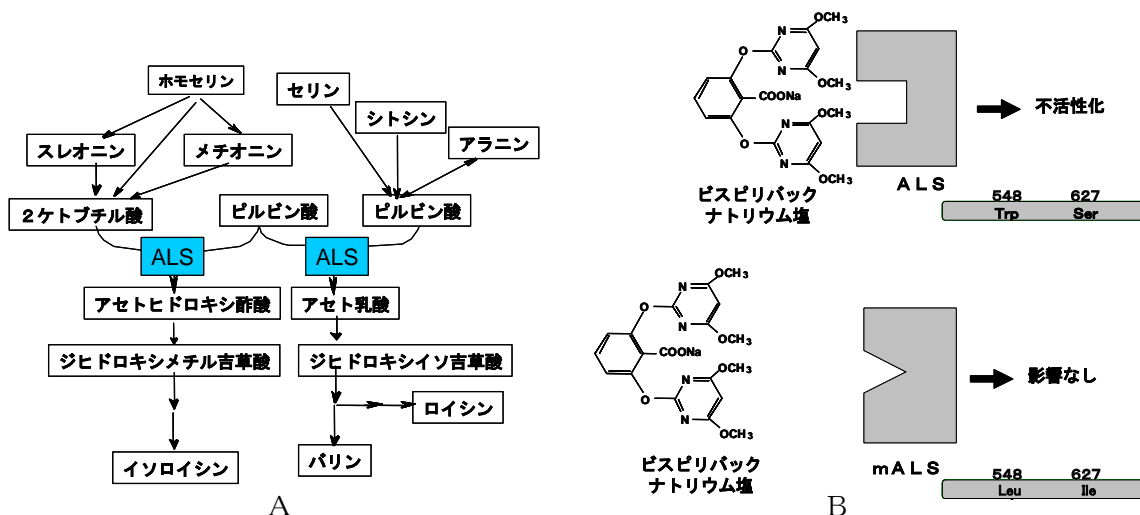 ホモセリン
セリン
シトシン
アラニン
スレオニン
メチオニン
2ケトブチル酸
ピルビン酸
ピルビン酸
ALS
ALS
アセトヒドロキシ酢酸
アセト乳酸
ジヒドロキシメチル吉草酸
ジヒドロキシイソ吉草酸
ロイシン
イソロイシン
バリン
A
OCH3
N
N
O
OCH3
COONa
OCH3
O
N
N
OCH3
ビスピリバック
ナトリウム塩
ALS
不活性化
548 627
Trp Ser
OCH3
N
N
O
OCH3
COONa
OCH3
O
N
N
OCH3
ビスピリバック
ナトリウム塩
mALS
影響なし
548 627
Leu Ile
B